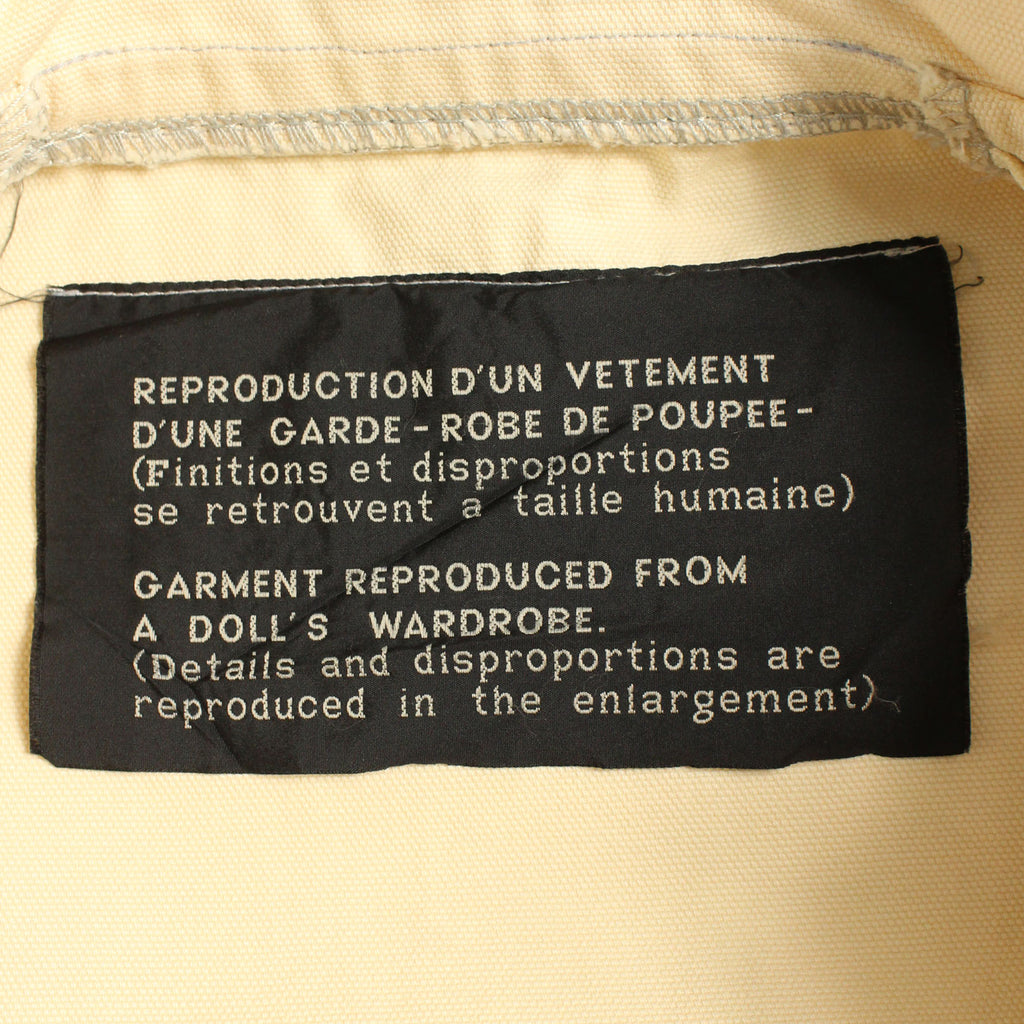 REPRODUCTION D'UN VETEMENT
D'UNE GARDE-ROBE DE POUPEE-
(Finitions et disproportions
se retrouvent a taille humaine)
GARMENT REPRODUCED FROM
A DOLL'S WARDROBE.
(Details and disproportions are
reproduced in the enlargement)